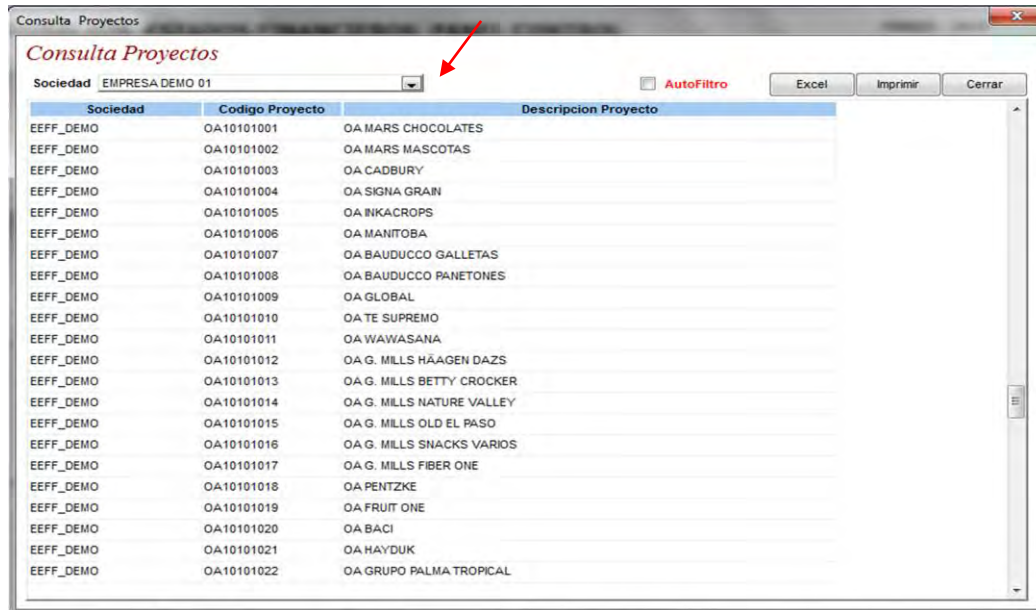 Consulta Proyectos
Consulta Proyectos
Sociedad EMPRESA DEMO 01 AutoFiltro Excel Imprimir Cerrar
Sociedad Codigo Proyecto Descripcion Proyecto
EEFF_DEMO OA10101001 OA MARS CHOCOLATES
EEFF_DEMO OA10101002 OA MARS MASCOTAS
EEFF_DEMO OA10101003 OA CADBURY
EEFF_DEMO OA10101004 OA SIGNA GRAIN
EEFF_DEMO OA10101005 OA INKACROPS
EEFF_DEMO OA10101006 OA MANITOBA
EEFF_DEMO OA10101007 OA BAUDUCCO GALLETAS
EEFF_DEMO OA10101008 OA BAUDUCCO PANETONES
EEFF_DEMO OA10101009 OA GLOBAL
EEFF_DEMO OA10101010 OA TE SUPREMO
EEFF_DEMO OA10101011 OA WAWASANA
EEFF_DEMO OA10101012 OA G. MILLS HÄAGEN DAZS
EEFF_DEMO OA10101013 OA G. MILLS BETTY CROCKER
EEFF_DEMO OA10101014 OA G. MILLS NATURE VALLEY
EEFF_DEMO OA10101015 OA G. MILLS OLD EL PASO
EEFF_DEMO OA10101016 OA G. MILLS SNACKS VARIOS
EEFF_DEMO OA10101017 OA G. MILLS FIBER ONE
EEFF_DEMO OA10101018 OA PENTZKE
EEFF_DEMO OA10101019 OA FRUIT ONE
EEFF_DEMO OA10101020 OA BACI
EEFF_DEMO OA10101021 OA HAYDUK
EEFF_DEMO OA10101022 OA GRUPO PALMA TROPICAL